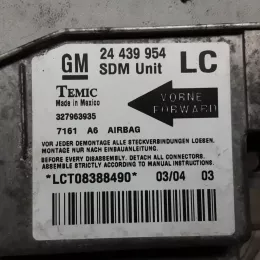 GM 24 439 954 LC
SDM Unit
TEMIC
Made in Mexico
VORNE
FORWARD
327963935
7161 A6 AIRBAG
VOR JEDER DEMONTAGE ALLE STECKVERBINDUNGEN LOESEN.
MONTAGE NUR NACH EINBAUANLEITUNG.
BEFORE EVERY DISASSEMBLY. DETACH ALL CONNECTORS.
ASSEMBLE STRICTLY ACCORDING TO MANUAL INSTRUCTIONS.
*LCT08388490* 03/04 03